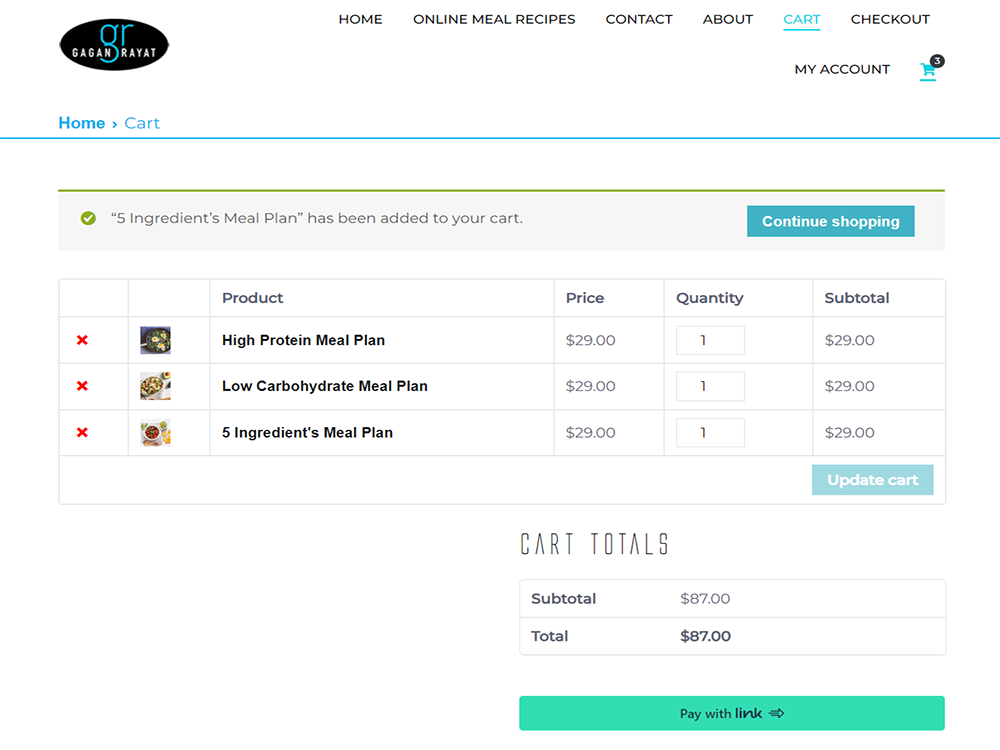 HOME ONLINE MEAL RECIPES CONTACT ABOUT CART CHECKOUT
gr
GAGAN RAYAT
MY ACCOUNT 3
Home › Cart
“5 Ingredient’s Meal Plan” has been added to your cart. Continue shopping
Product Price Quantity Subtotal
High Protein Meal Plan $29.00 1 $29.00
Low Carbohydrate Meal Plan $29.00 1 $29.00
5 Ingredient's Meal Plan $29.00 1 $29.00
Update cart
CART TOTALS
Subtotal $87.00
Total $87.00
Pay with link